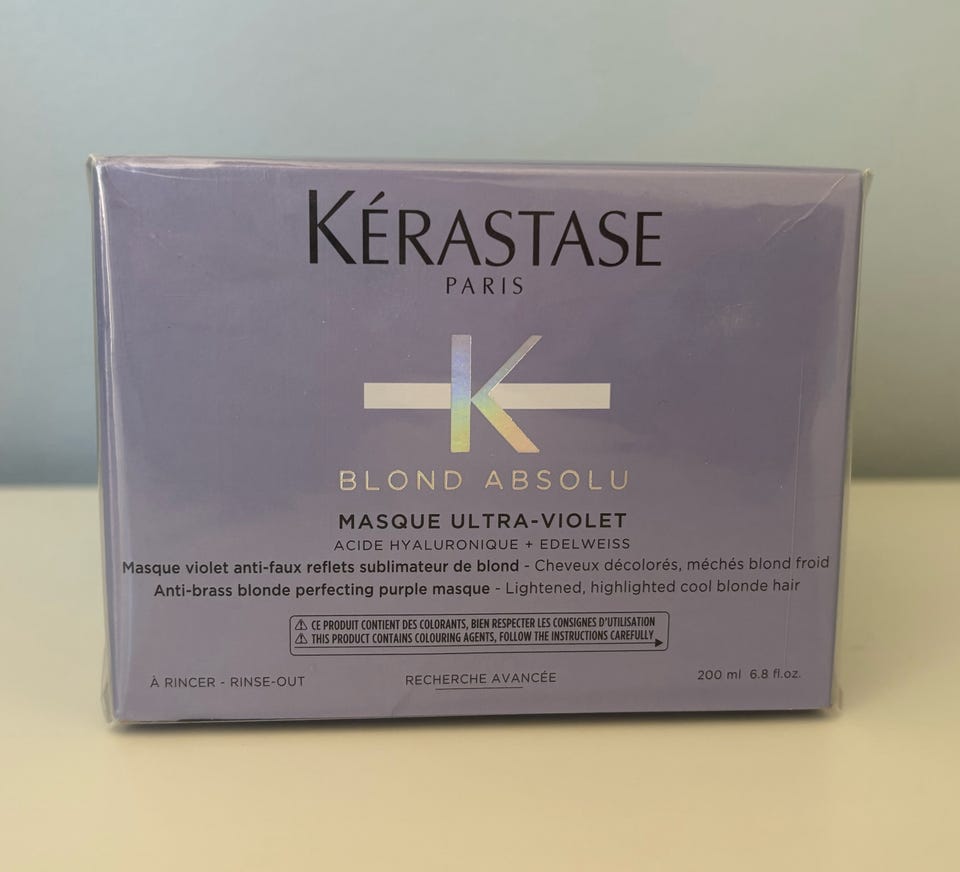 KÉRASTASE
PARIS
K
BLOND ABSOLU
MASQUE ULTRA-VIOLET
ACIDE HYALURONIQUE + EDELWEISS
Masque violet anti-faux reflets sublimateur de blond - Cheveux décolorés, méchés blond froid
Anti-brass blonde perfecting purple masque - Lightened, highlighted cool blonde hair
⚠ CE PRODUIT CONTIENT DES COLORANTS, BIEN RESPECTER LES CONSIGNES D'UTILISATION
⚠ THIS PRODUCT CONTAINS COLOURING AGENTS, FOLLOW THE INSTRUCTIONS CAREFULLY
À RINCER - RINSE-OUT
RECHERCHE AVANCÉE
200 ml 6.8 fl.oz.